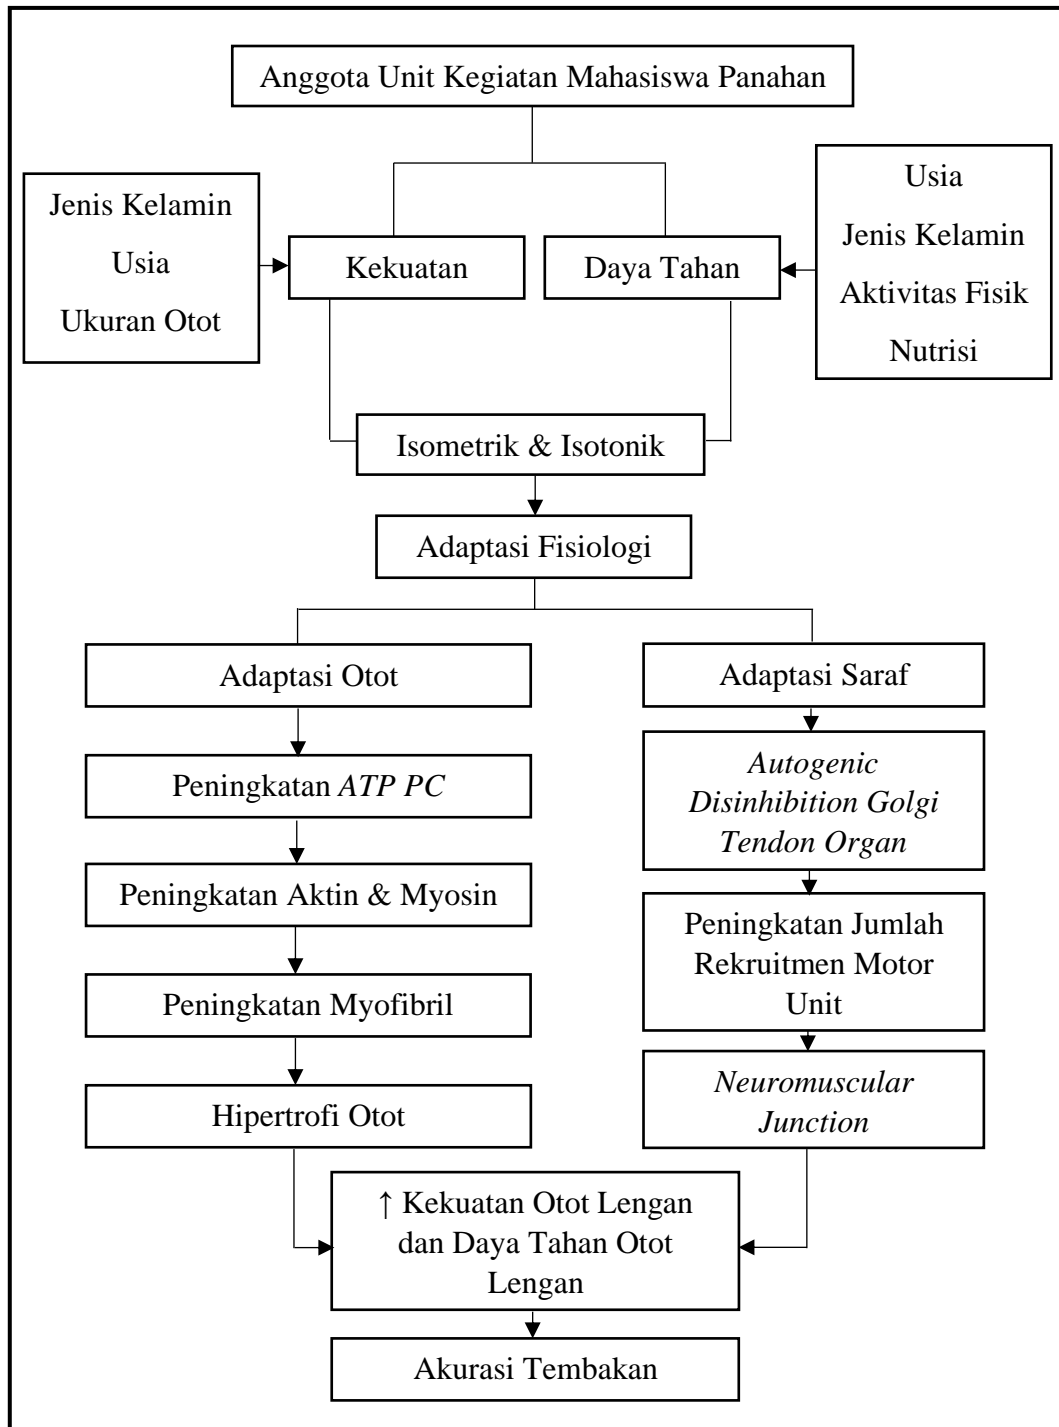 Anggota Unit Kegiatan Mahasiswa Panahan
Jenis Kelamin
Usia
Ukuran Otot
Kekuatan
Daya Tahan
Usia
Jenis Kelamin
Aktivitas Fisik
Nutrisi
Isometrik & Isotonik
Adaptasi Fisiologi
Adaptasi Otot
Peningkatan ATP PC
Peningkatan Aktin & Myosin
Peningkatan Myofibril
Hipertrofi Otot
Adaptasi Saraf
Autogenic
Disinhibition Golgi
Tendon Organ
Peningkatan Jumlah
Rekruitmen Motor
Unit
Neuromuscular
Junction
↑ Kekuatan Otot Lengan
dan Daya Tahan Otot
Lengan
Akurasi Tembakan